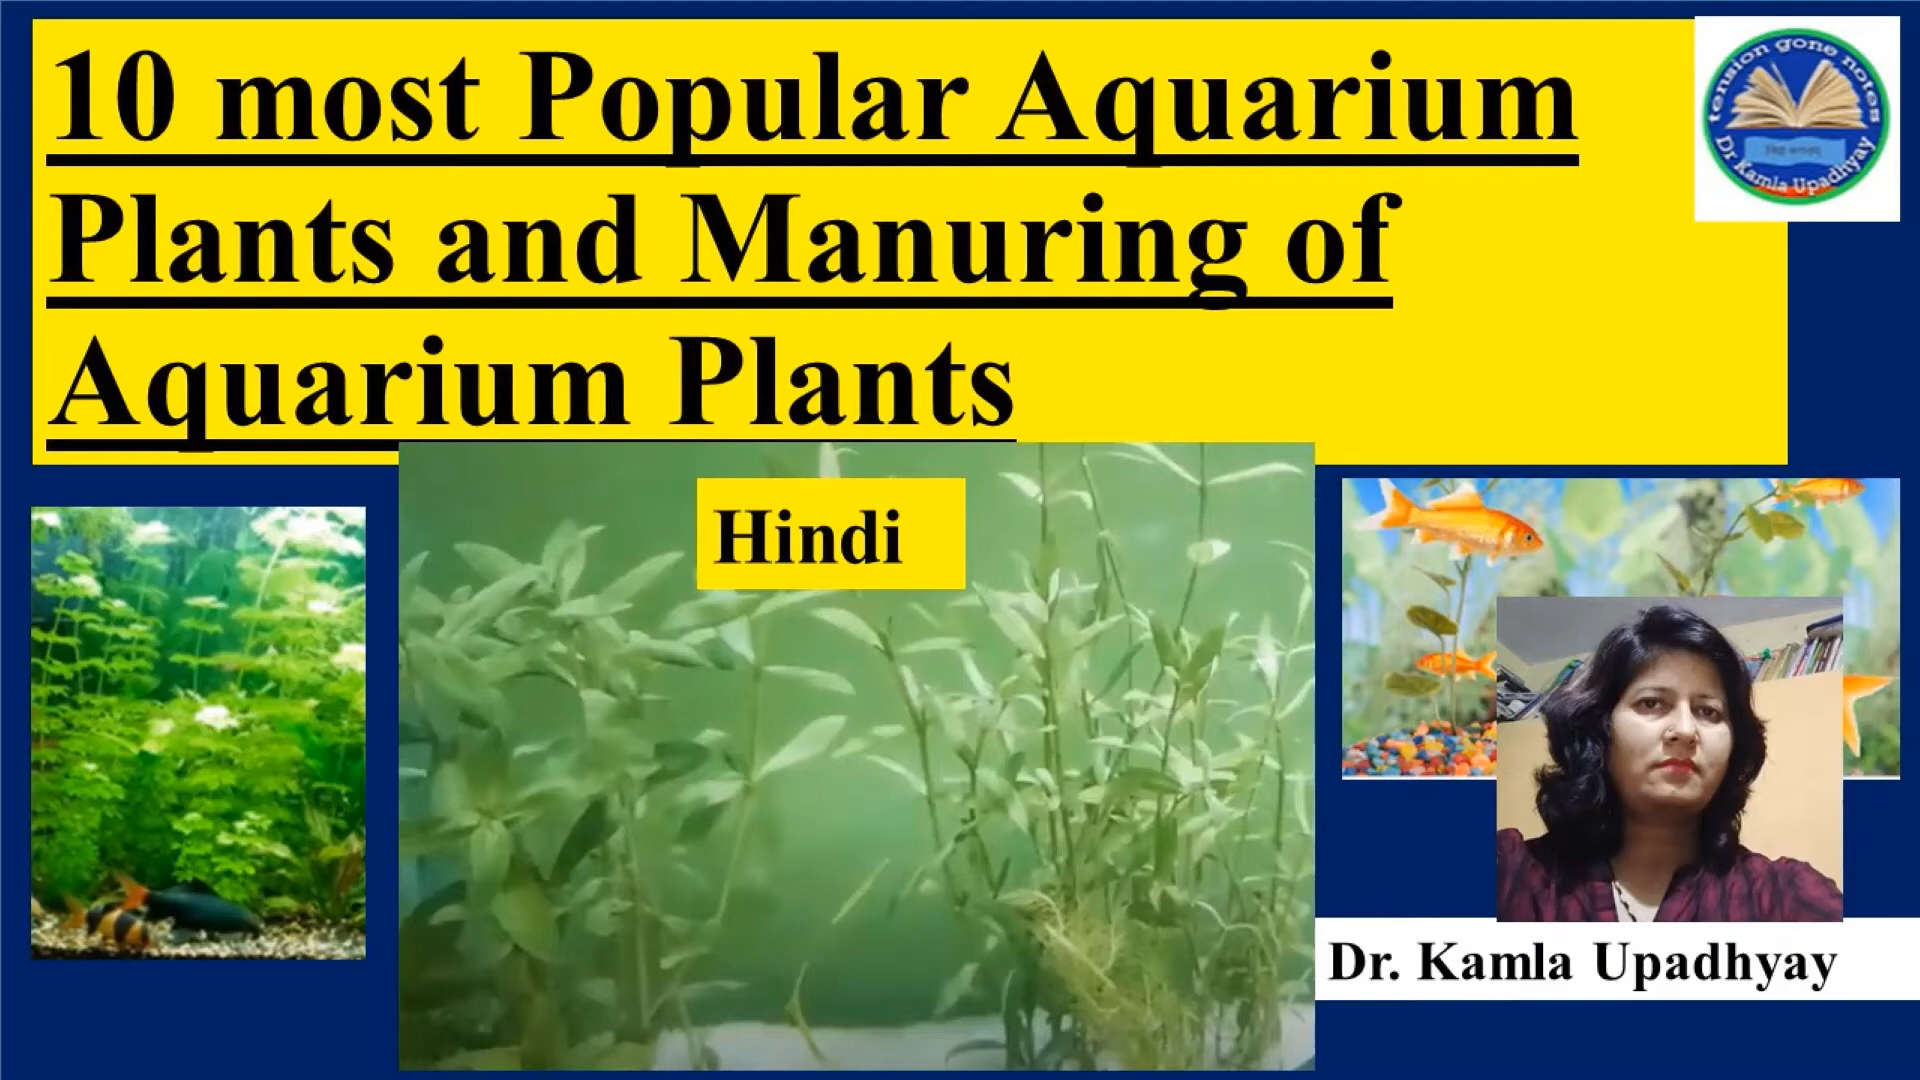 10 most Popular Aquarium
Plants and Manuring of
Aquarium Plants
tension gone notes
Dr Kamla Upadhyay
Hindi
Dr. Kamla Upadhyay